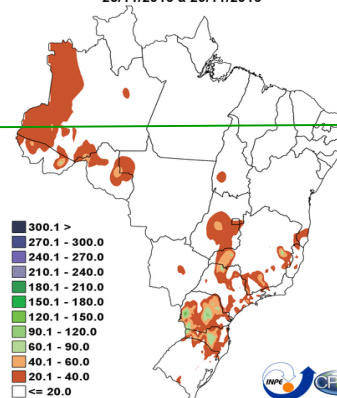 300.1 >
270.1 - 300.0
240.1 - 270.0
210.1 - 240.0
180.1 - 210.0
150.1 - 180.0
120.1 - 150.0
90.1 - 120.0
60.1 - 90.0
40.1 - 60.0
20.1 - 40.0
<= 20.0
INPE